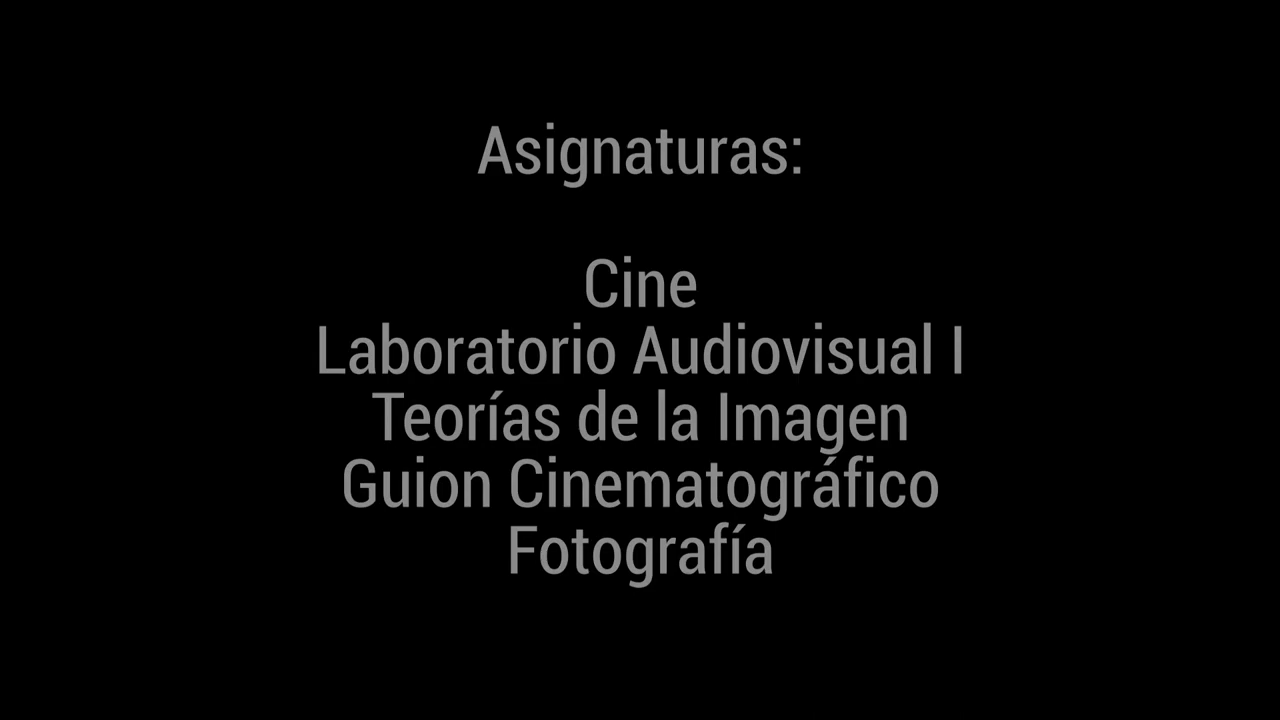 Asignaturas:
Cine
Laboratorio Audiovisual I
Teorías de la Imagen
Guion Cinematográfico
Fotografía